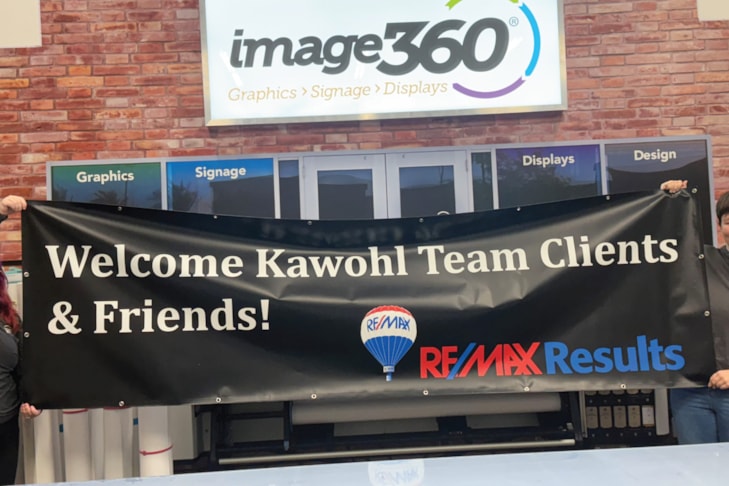 image360®
Graphics > Signage > Displays
Graphics
Signage
Displays
Design
Welcome Kawohl Team Clients
& Friends!
RE/MAX
RE/MAX Results